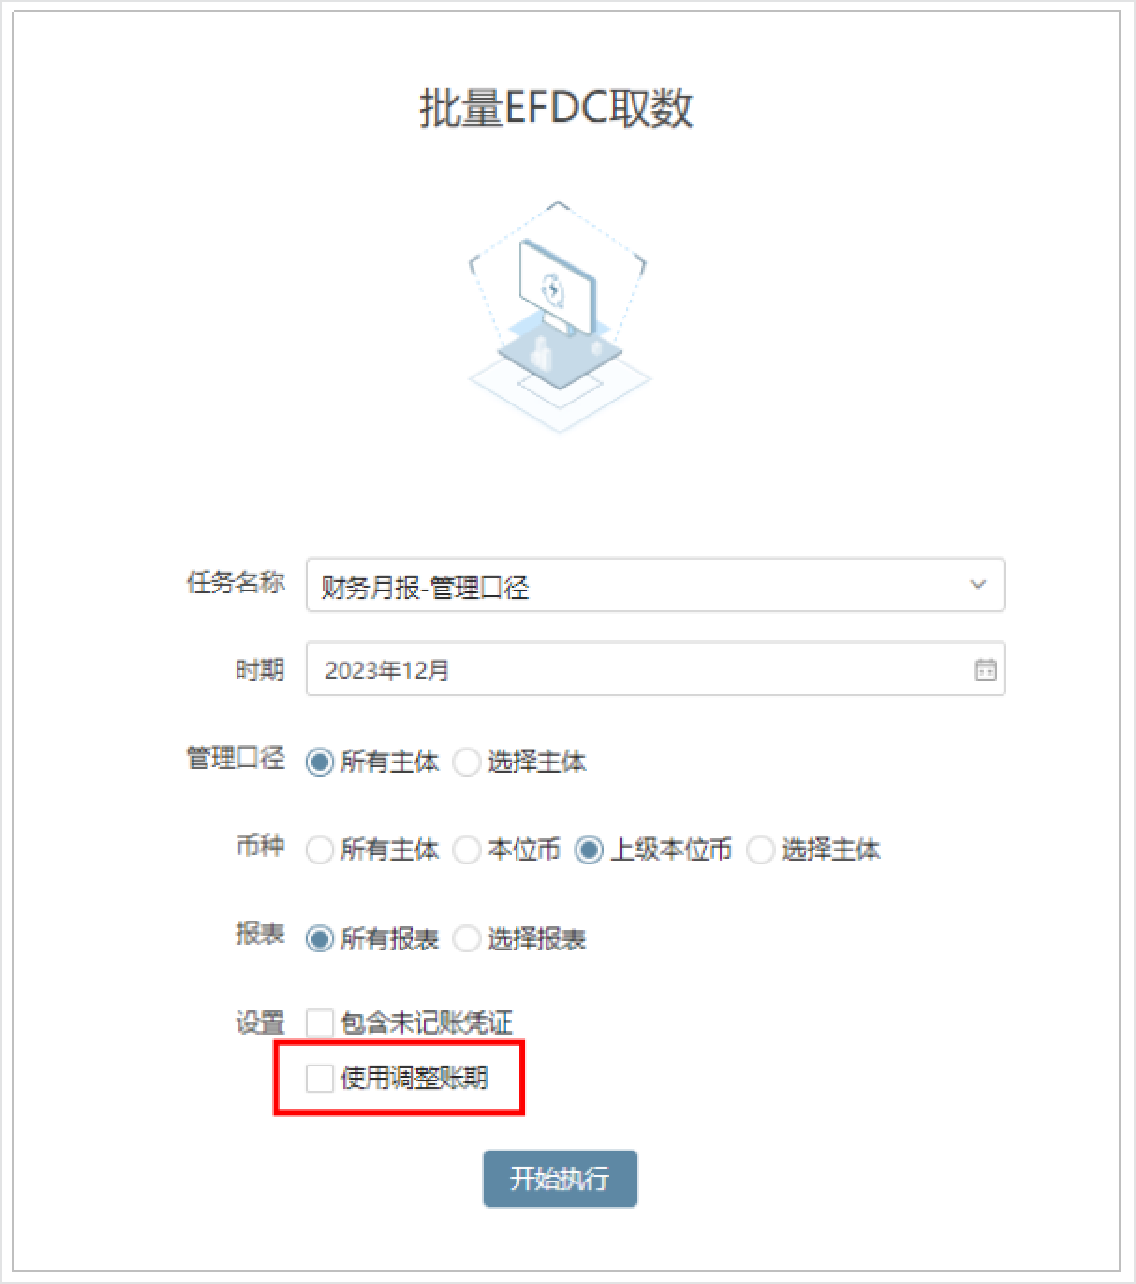 批量EFDC取数
任务名称 财务月报-管理口径
时期 2023年12月
管理口径 所有主体 选择主体
币种 所有主体 本位币 上级本位币 选择主体
报表 所有报表 选择报表
设置 包含未记账凭证
使用调整账期
开始执行